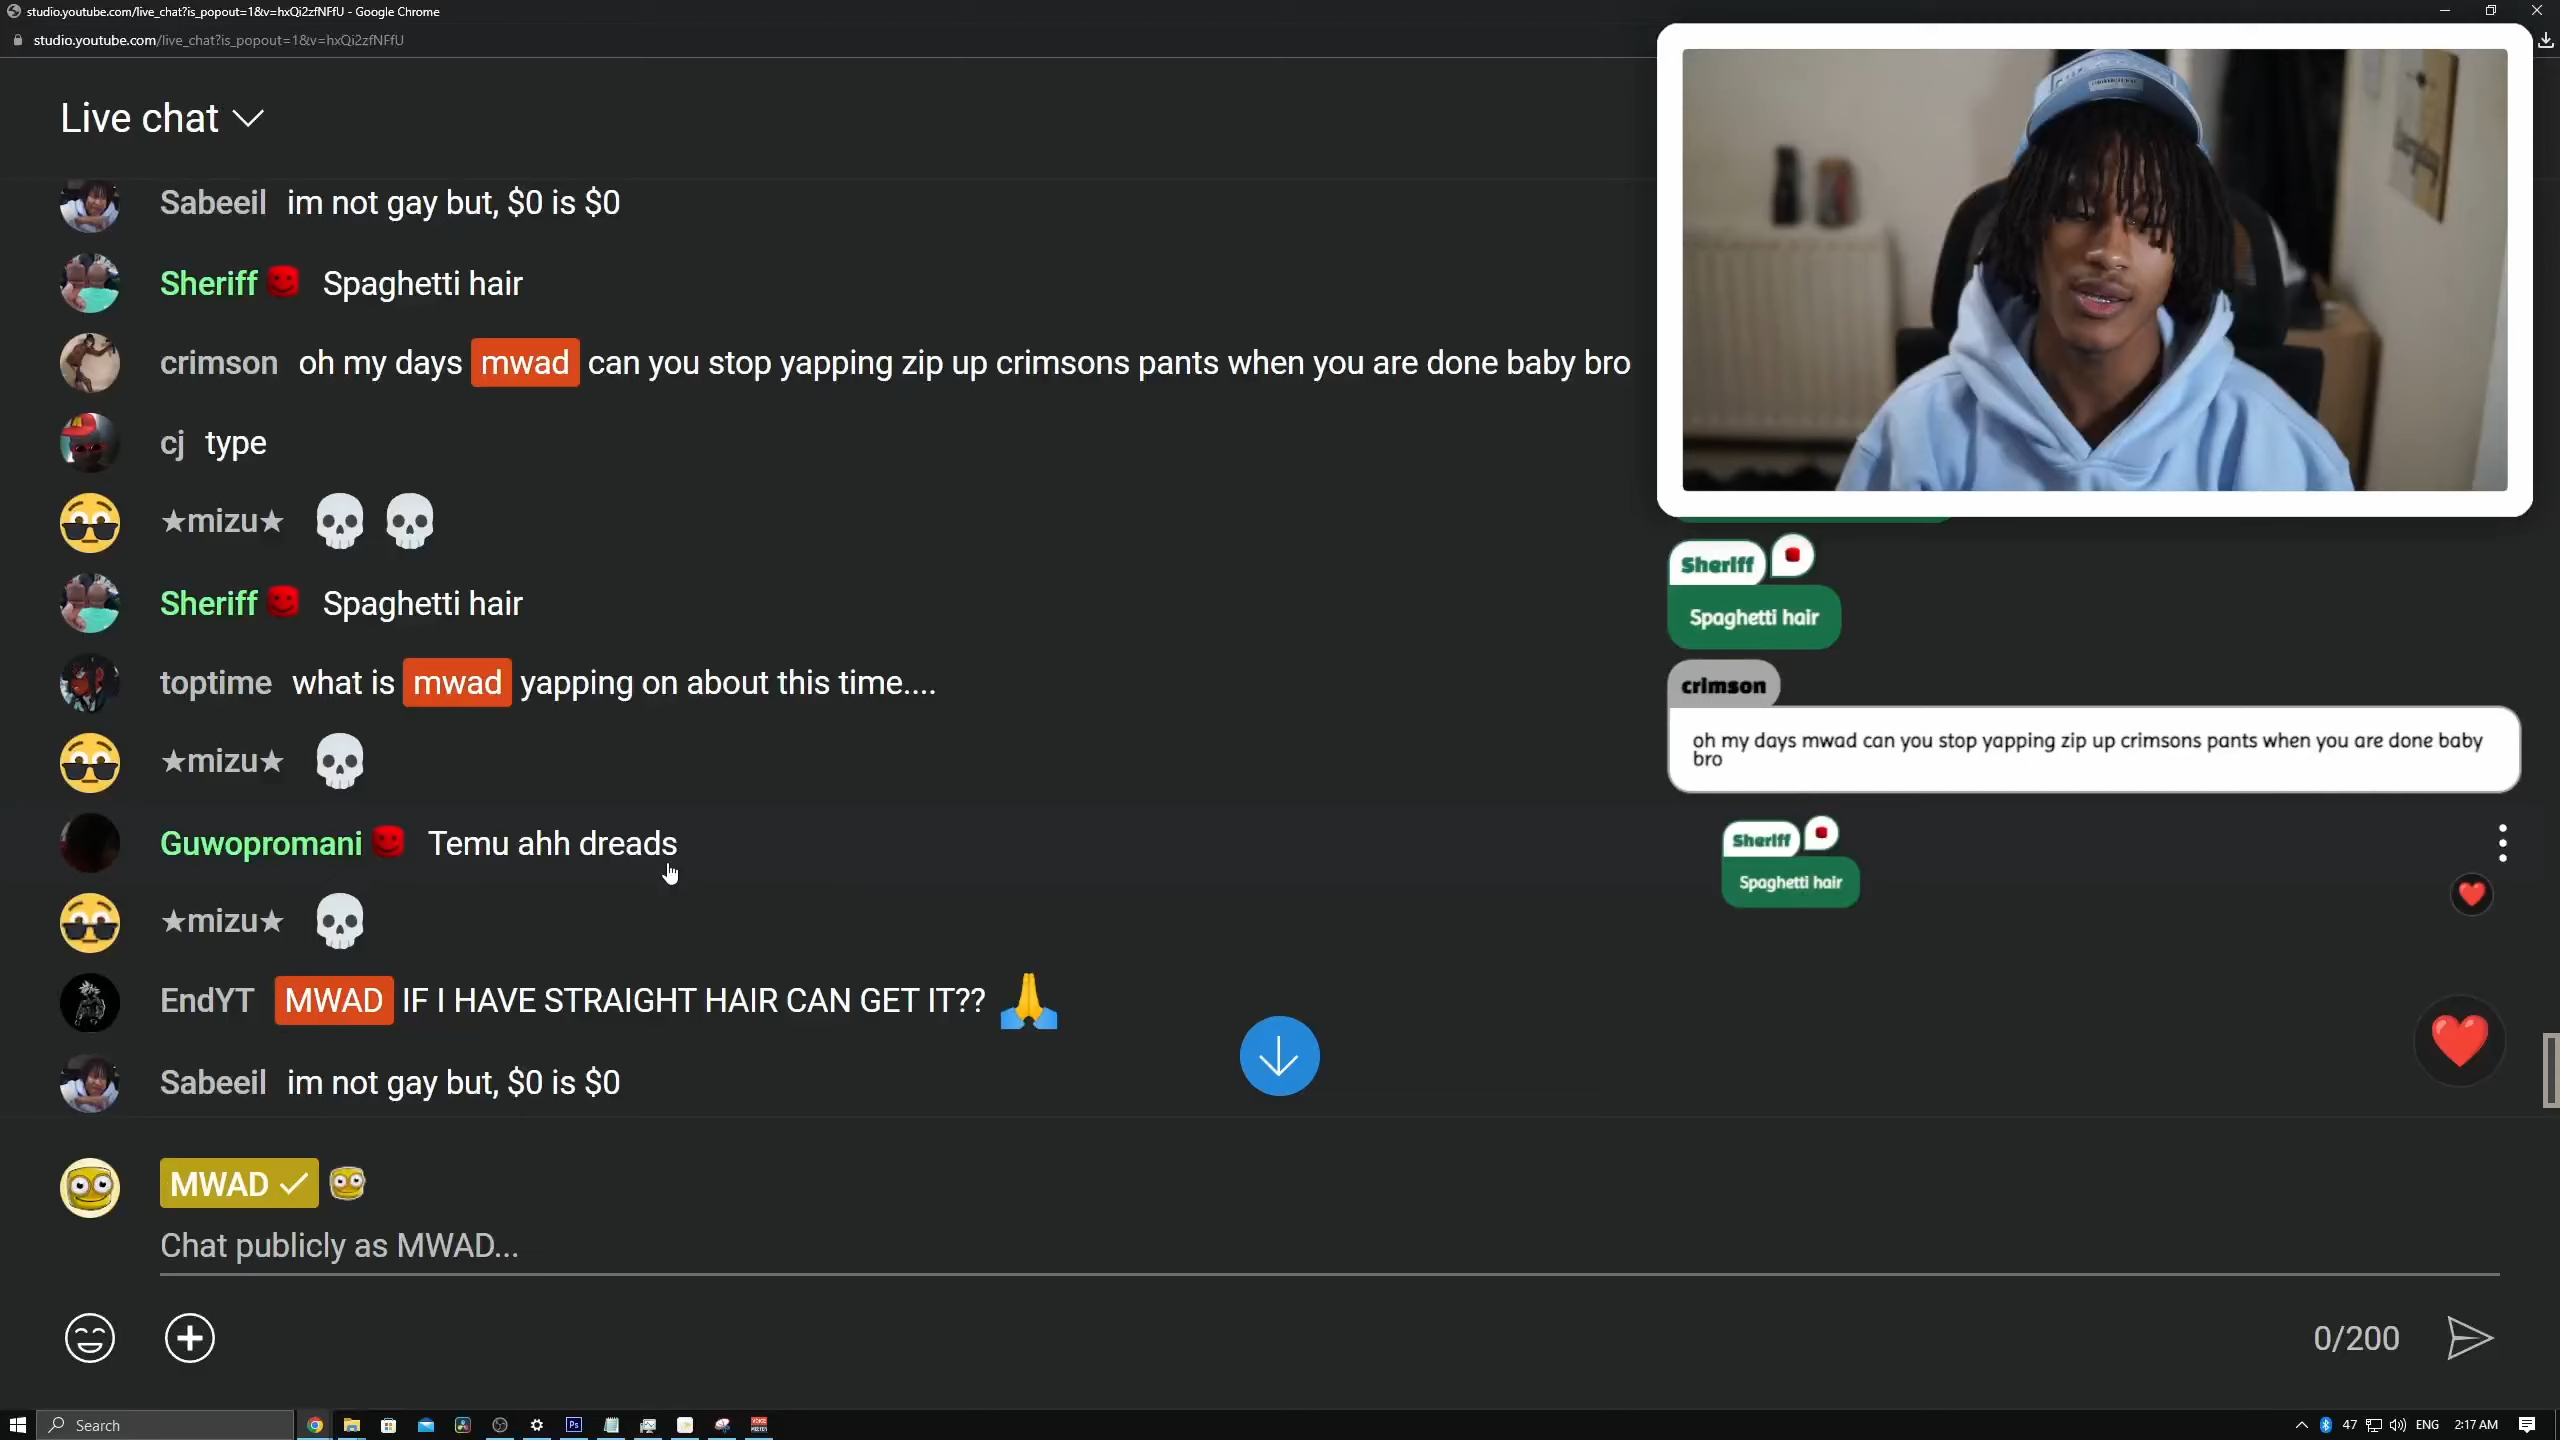 studio.youtube.com/live_chat?is_popout=1&v=hxQi2zfNFfU - Google Chrome
studio.youtube.com/live_chat?is_popout=1&v=hxQi2zfNFfU
Live chat
Sabeeil im not gay but, $0 is $0
Sheriff Spaghetti hair
crimson oh my days mwad can you stop yapping zip up crimsons pants when you are done baby bro
cj type
★mizu★ 💀 💀
Sheriff Spaghetti hair
toptime what is mwad yapping on about this time....
★mizu★ 💀
Guwopromani Temu ahh dreads
★mizu★ 💀
EndYT MWAD IF I HAVE STRAIGHT HAIR CAN GET IT?? 🙏
Sabeeil im not gay but, $0 is $0
MWAD ✓
Chat publicly as MWAD...
0/200
Sheriff
Spaghetti hair
crimson
oh my days mwad can you stop yapping zip up crimsons pants when you are done baby
bro
Sheriff
Spaghetti hair
Search
Ps
47
ENG
2:17 AM